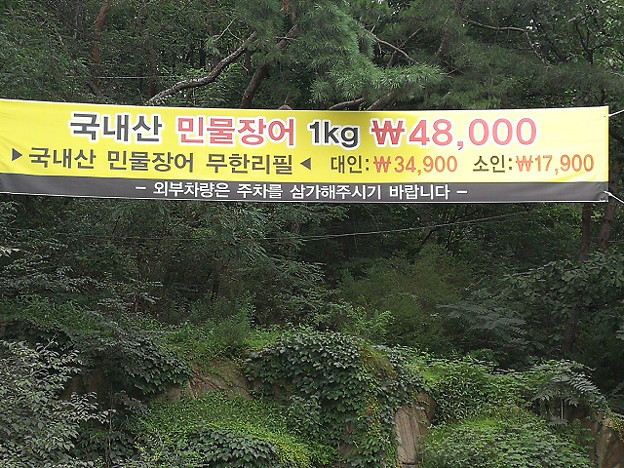 국내산 민물장어 1kg ₩48,000
▶국내산 민물장어 무한리필◀ 대인:₩34,900 소인:₩17,900
- 외부차량은 주차를 삼가해주시기 바랍니다 -